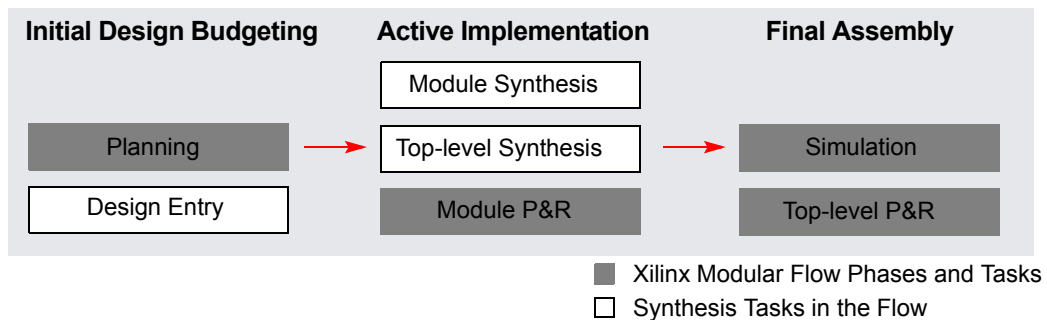 Initial Design Budgeting
Active Implementation
Final Assembly
Module Synthesis
Planning
Top-level Synthesis
Simulation
Design Entry
Module P&R
Top-level P&R
Xilinx Modular Flow Phases and Tasks
Synthesis Tasks in the Flow